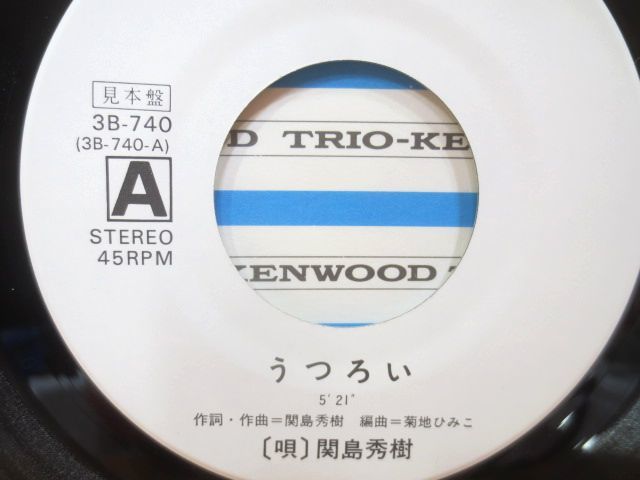 見本盤
3B-740
(3B-740-A)
A
STEREO
45RPM
D TRIO-KE
KENWOOD
うつろい
5'21"
作詞・作曲=関島秀樹 編曲=菊地ひみこ
〔唄〕関島秀樹